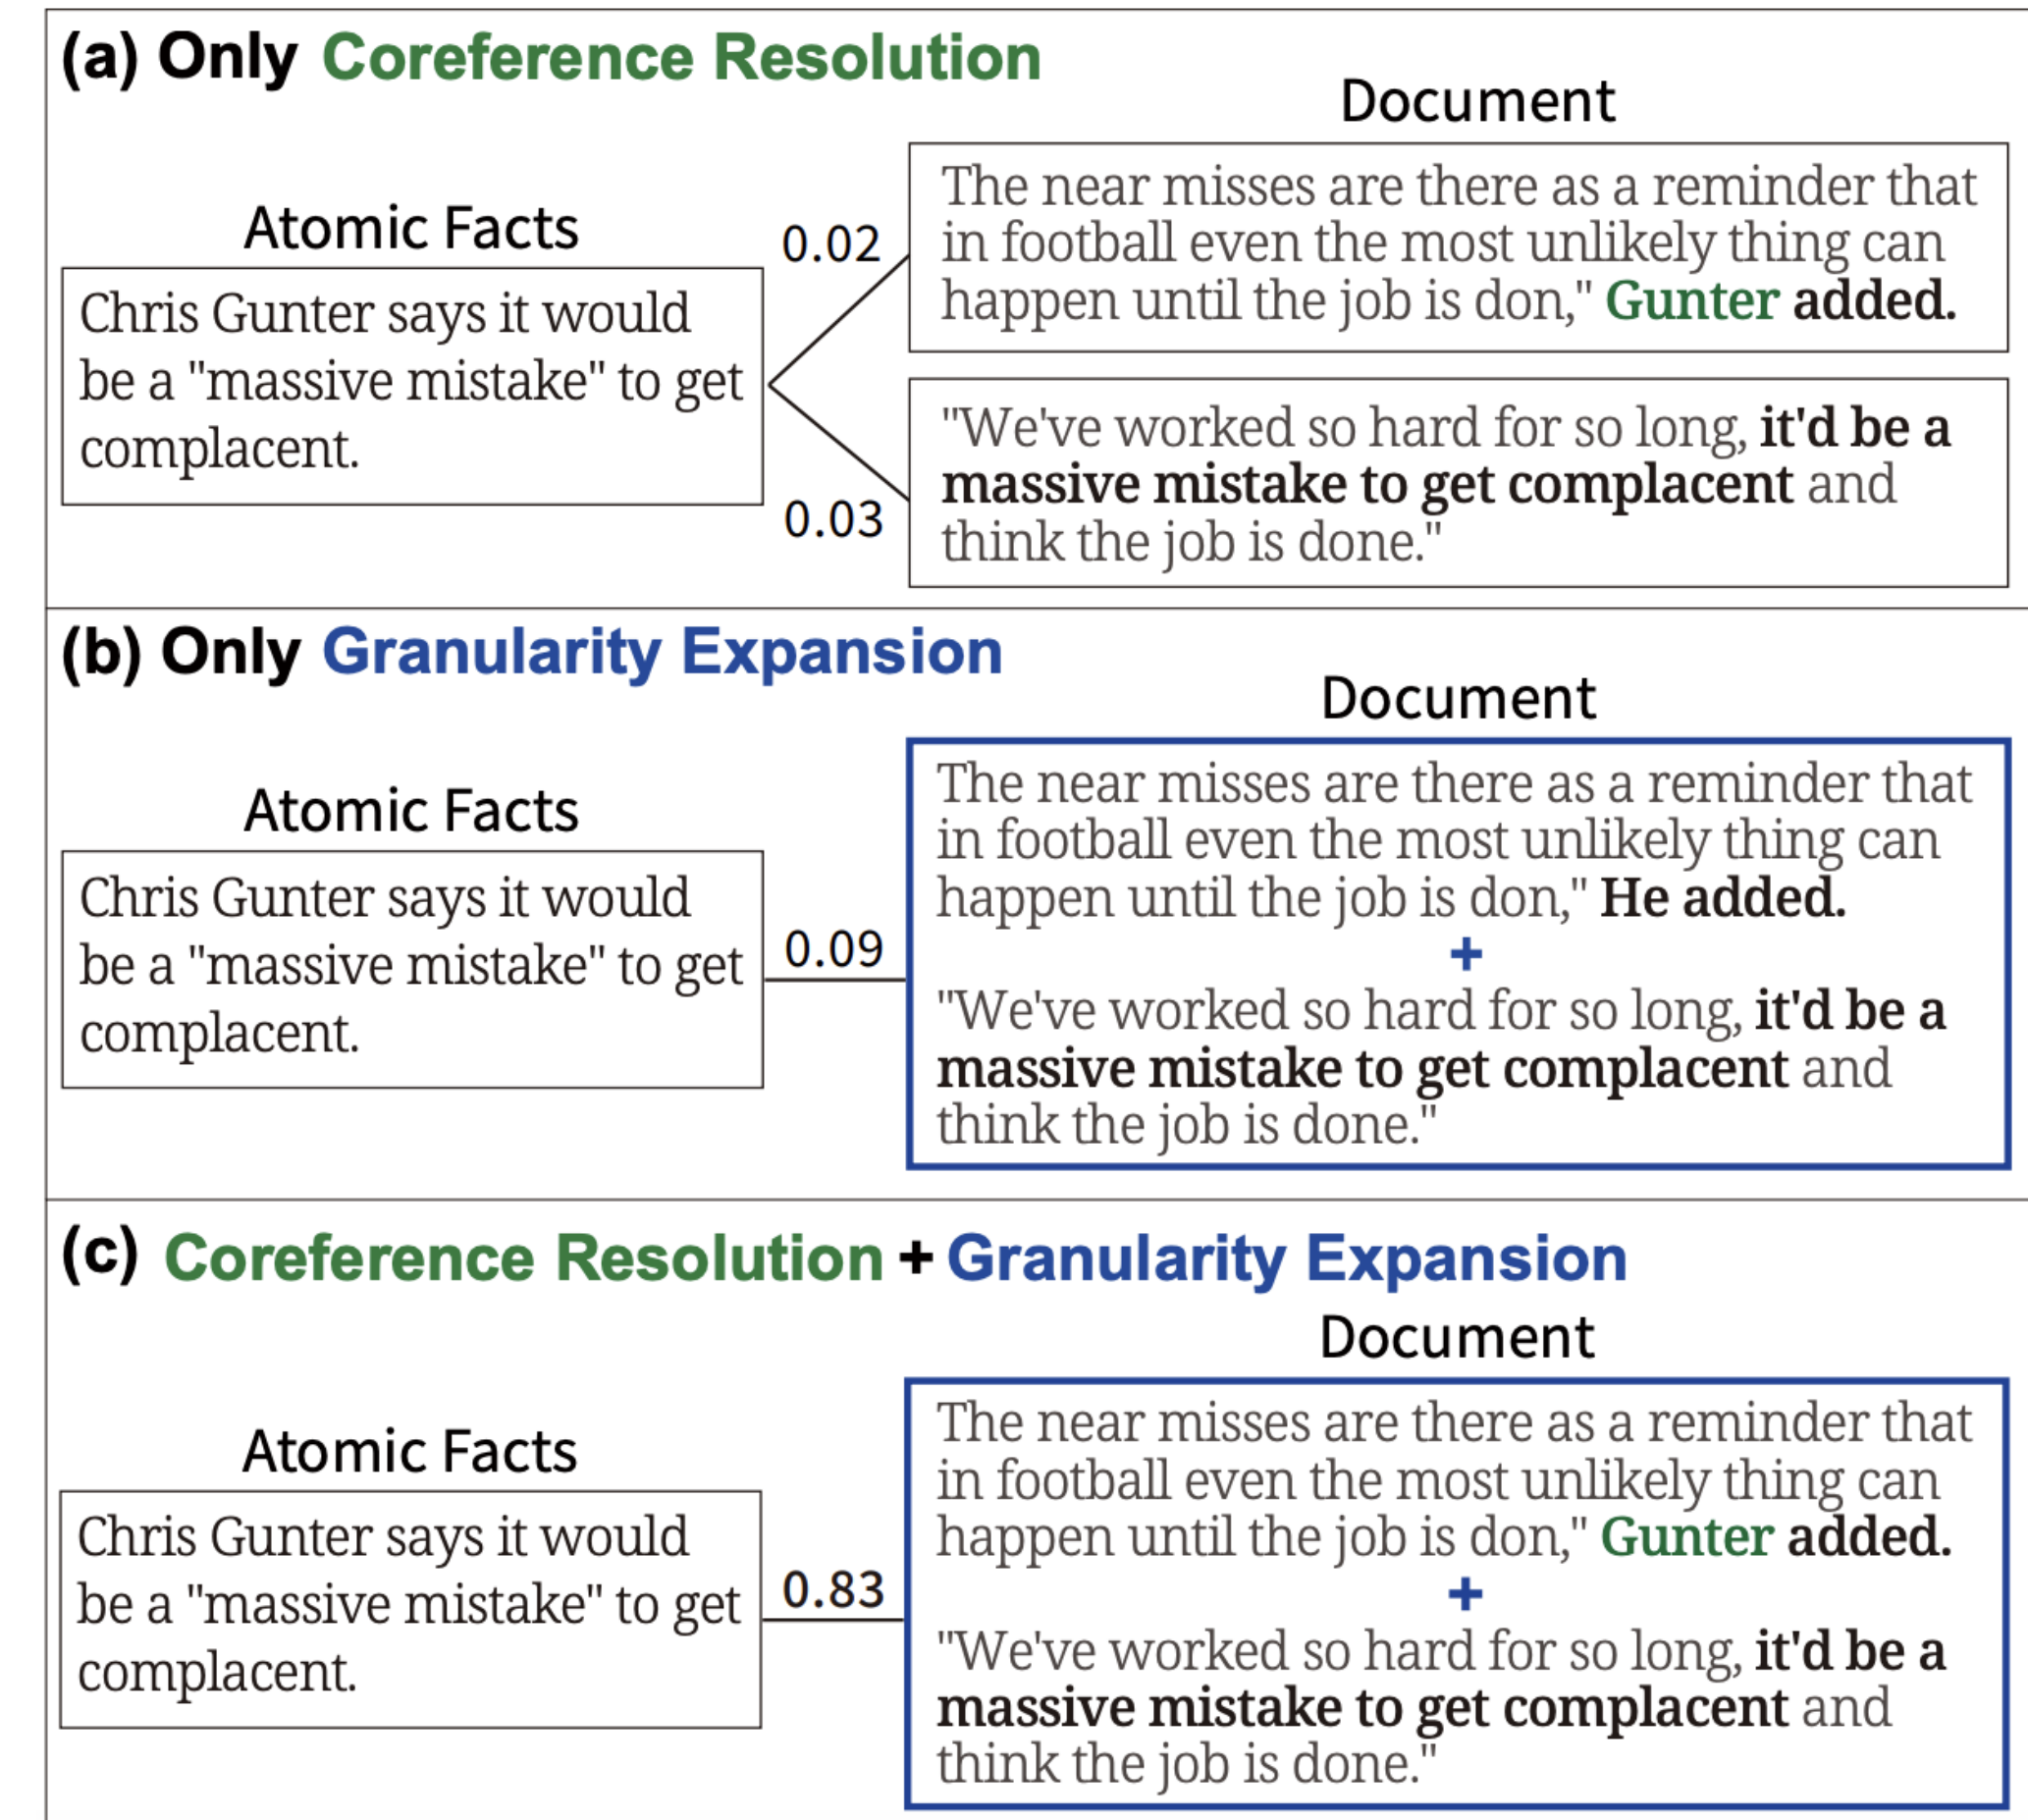 (a) Only Coreference Resolution
Document
The near misses are there as a reminder that
in football even the most unlikely thing can
happen until the job is don," Gunter added.
Atomic Facts
0.02
Chris Gunter says it would
be a "massive mistake" to get
complacent.
0.03
"We've worked so hard for so long, it'd be a
massive mistake to get complacent and
think the job is done."
(b) Only Granularity Expansion
Document
Atomic Facts
Chris Gunter says it would
be a "massive mistake" to get
complacent.
0.09
The near misses are there as a reminder that
in football even the most unlikely thing can
happen until the job is don," He added.
+
"We've worked so hard for so long, it'd be a
massive mistake to get complacent and
think the job is done."
(c) Coreference Resolution + Granularity Expansion
Document
Atomic Facts
Chris Gunter says it would
be a "massive mistake" to get
complacent.
0.83
The near misses are there as a reminder that
in football even the most unlikely thing can
happen until the job is don," Gunter added.
+
"We've worked so hard for so long, it'd be a
massive mistake to get complacent and
think the job is done."